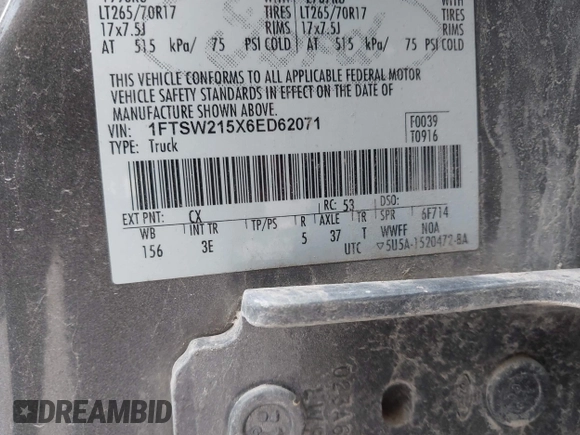 LT265/70R17 TIRES LT265/70R17 TIRES
17x7.5J RIMS 17x7.5J RIMS
AT 515 kPa/ 75 PSI COLD AT 515 kPa/ 75 PSI COLD
THIS VEHICLE CONFORMS TO ALL APPLICABLE FEDERAL MOTOR
VEHICLE SAFETY STANDARDS IN EFFECT ON THE DATE OF
MANUFACTURE SHOWN ABOVE.
VIN: 1FTSW215X6ED62071 F0039
TYPE: Truck T0916
EXT PNT: CX RC: 53 DSO:
WB INT TR TP/PS R AXLE TR SPR 6F714
156 3E 5 37 T WWFF NOA
UTC 5U5A-1520472-BA
DREAMBID